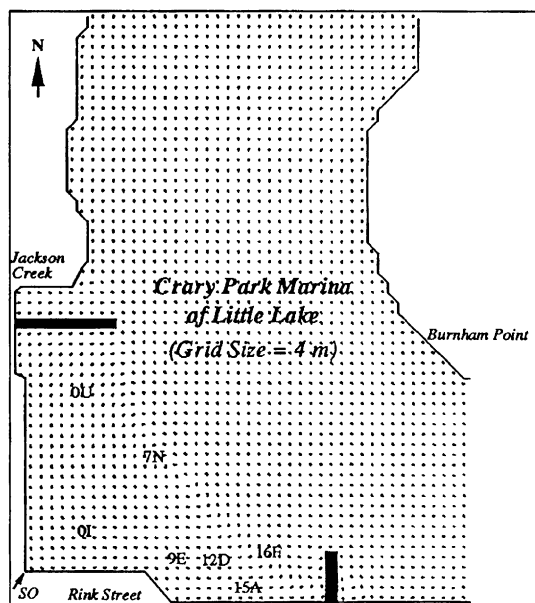 N
Jackson
Creek
Crary Park Marina
of Little Lake
(Grid Size = 4 m)
Burnham Point
0U
7N
0I
9E 12D 16F
15A
SO Rink Street